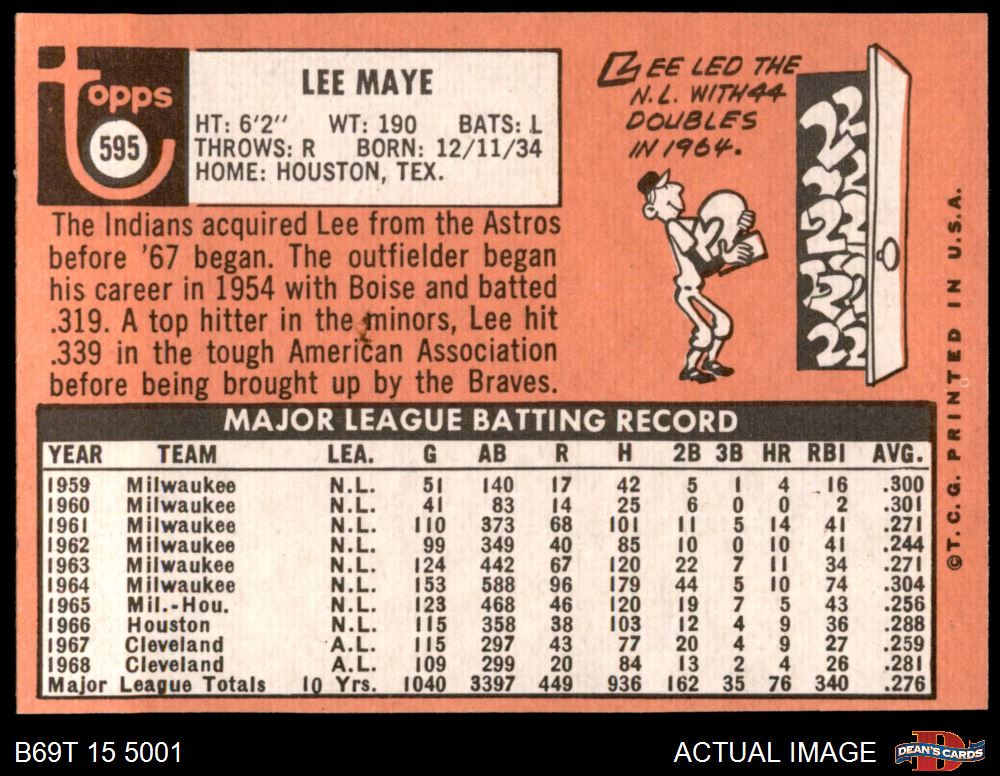 topps
595
LEE MAYE
HT: 6'2" WT: 190 BATS: L
THROWS: R BORN: 12/11/34
HOME: HOUSTON, TEX.
LEE LED THE
N.L. WITH 44
DOUBLES
IN 1964.
2
22
22
22
22
22
The Indians acquired Lee from the Astros
before '67 began. The outfielder began
his career in 1954 with Boise and batted
.319. A top hitter in the minors, Lee hit
.339 in the tough American Association
before being brought up by the Braves.
MAJOR LEAGUE BATTING RECORD
YEAR TEAM LEA. G AB R H 2B 3B HR RBI AVG.
1959 Milwaukee N.L. 51 140 17 42 5 1 4 16 .300
1960 Milwaukee N.L. 41 83 14 25 6 0 0 2 .301
1961 Milwaukee N.L. 110 373 68 101 11 5 14 41 .271
1962 Milwaukee N.L. 99 349 40 85 10 0 10 41 .244
1963 Milwaukee N.L. 124 442 67 120 22 7 11 34 .271
1964 Milwaukee N.L. 153 588 96 179 44 5 10 74 .304
1965 Mil.-Hou. N.L. 123 468 46 120 19 7 5 43 .256
1966 Houston N.L. 115 358 38 103 12 4 9 36 .288
1967 Cleveland A.L. 115 297 43 77 20 4 9 27 .259
1968 Cleveland A.L. 109 299 20 84 13 2 4 26 .281
Major League Totals 10 Yrs. 1040 3397 449 936 162 35 76 340 .276
©T.C.G. PRINTED IN U.S.A.
B69T 15 5001
ACTUAL IMAGE
D
DEAN'S CARDS